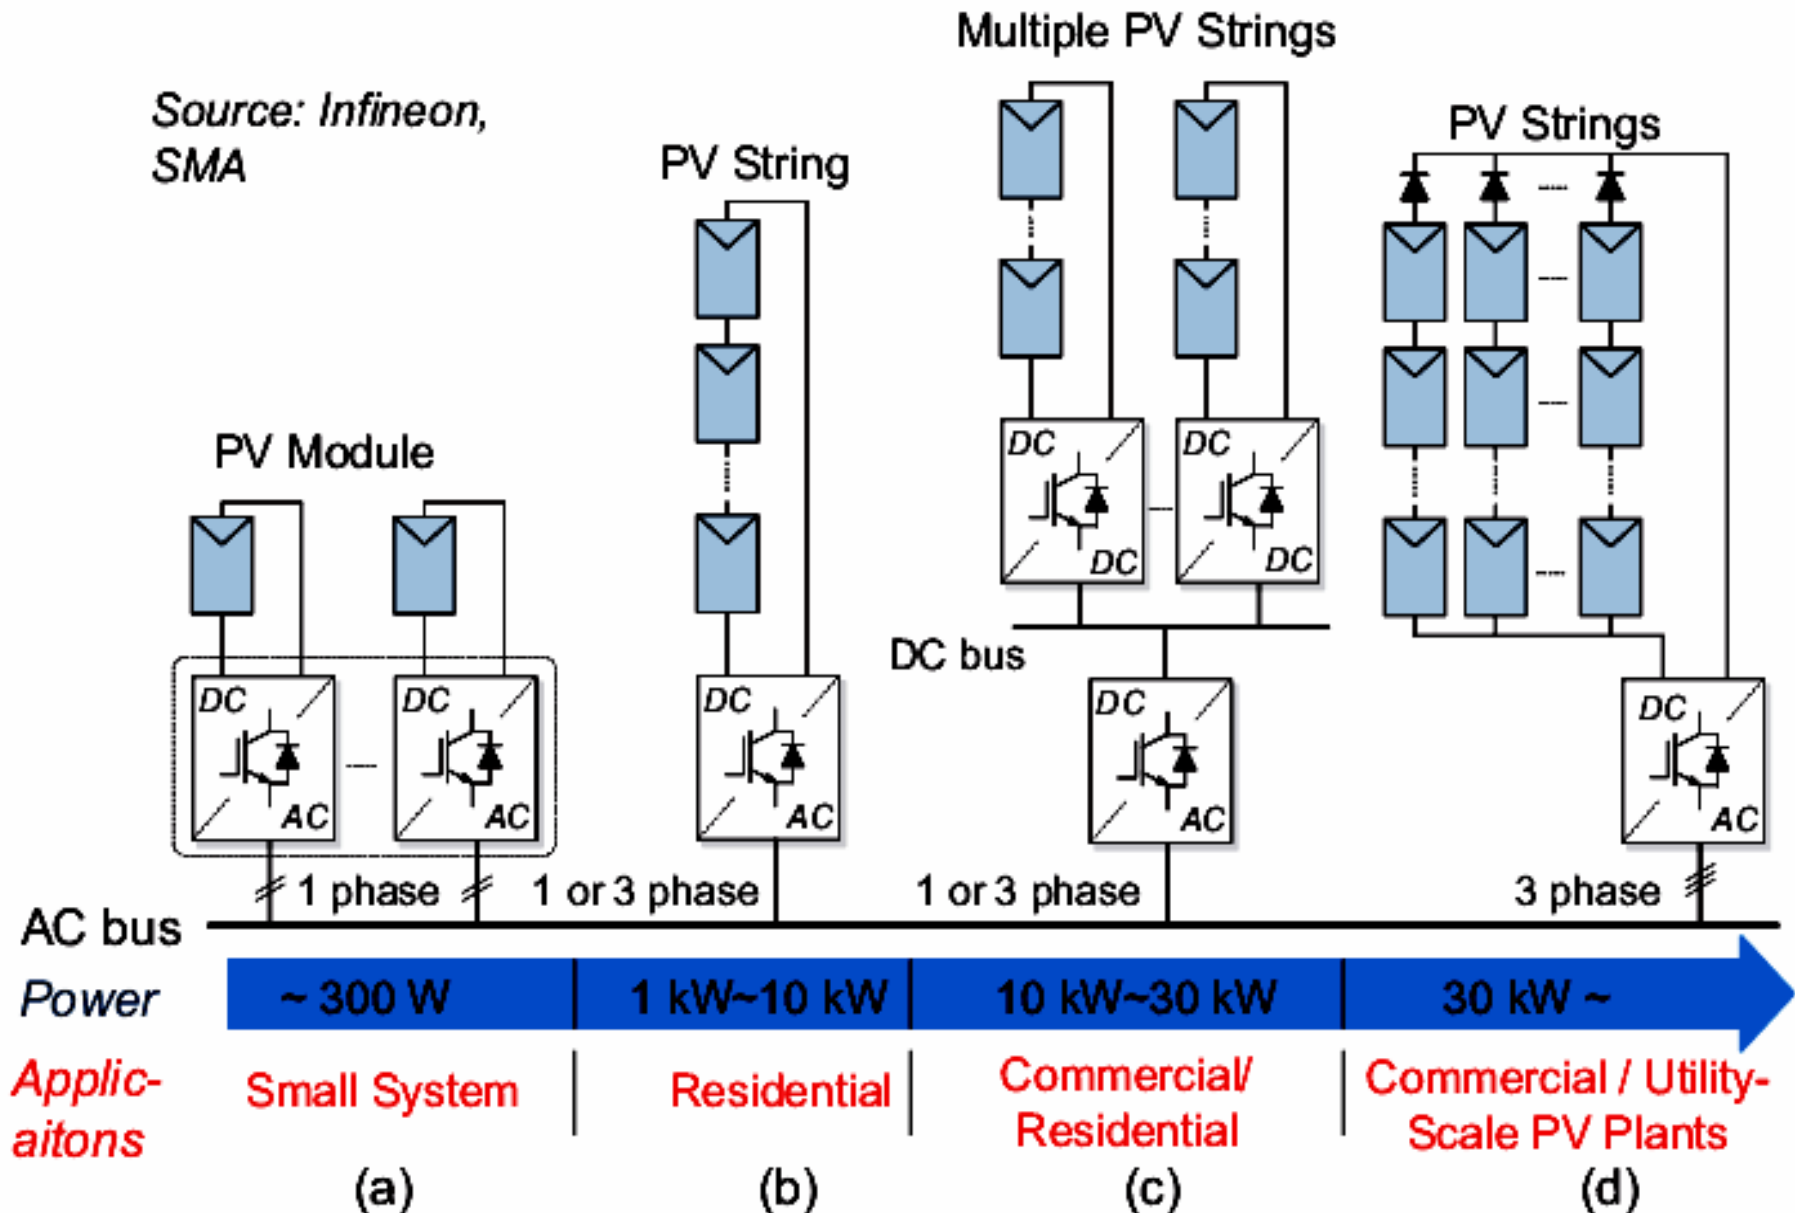 Multiple PV Strings
Source: Infineon,
SMA
PV String
PV Strings
PV Module
DC
DC
DC
DC
DC bus
DC
AC
DC
AC
DC
AC
DC
AC
DC
AC
1 phase
1 or 3 phase
1 or 3 phase
3 phase
AC bus
Power
~ 300 W
1 kW~10 kW
10 kW~30 kW
30 kW ~
Applic-
aitons
Small System
Residential
Commercial/
Residential
Commercial / Utility-
Scale PV Plants
(a)
(b)
(c)
(d)